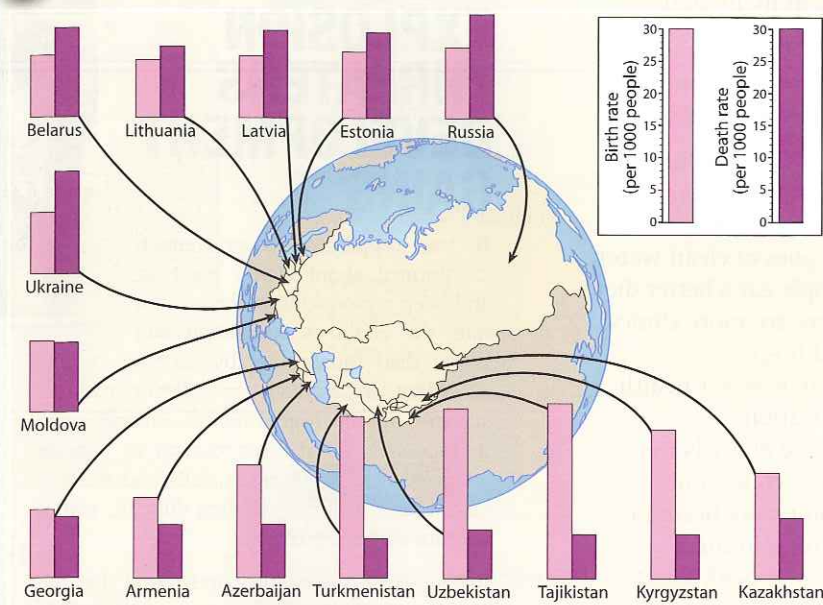 30
25
20
15
10
5
0
Birth rate
(per 1000 people)
30
25
20
15
10
5
0
Death rate
(per 1000 people)
Belarus
Lithuania
Latvia
Estonia
Russia
Ukraine
Moldova
Georgia
Armenia
Azerbaijan
Turkmenistan
Uzbekistan
Tajikistan
Kyrgyzstan
Kazakhstan